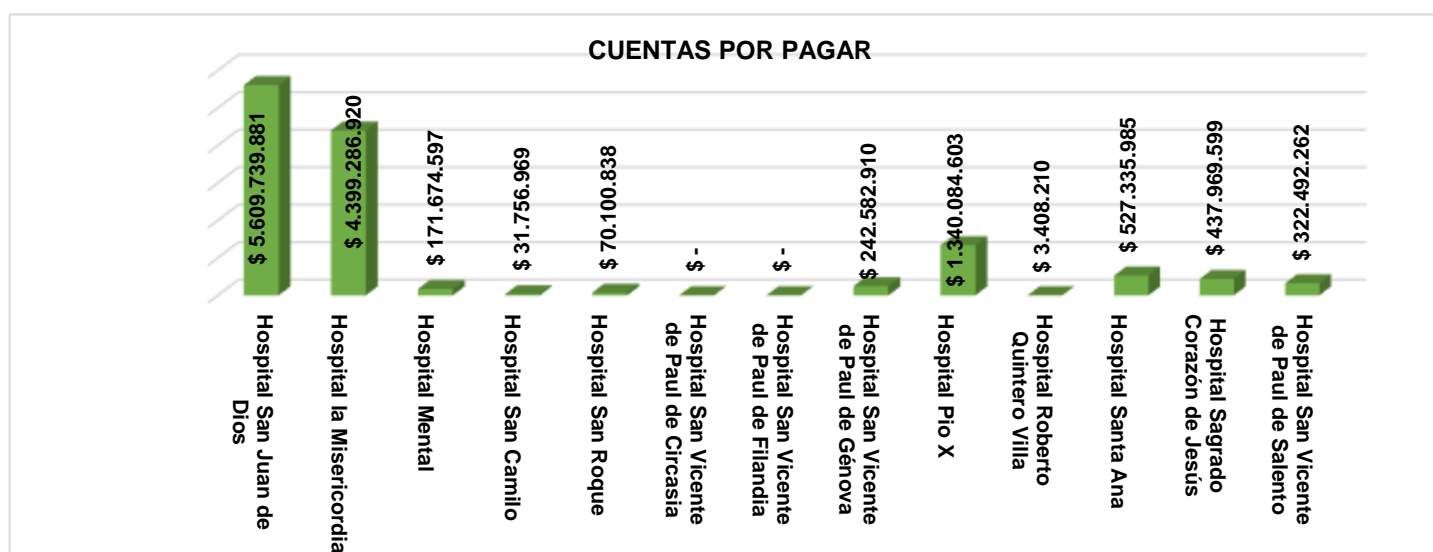 CUENTAS POR PAGAR
$ 5.609.739.881
$ 4.399.286.920
$ 171.674.597
$ 31.756.969
$ 70.100.838
$ -
$ -
$ 242.582.910
$ 1.340.084.603
$ 3.408.210
$ 527.335.985
$ 437.969.599
$ 322.492.262
Hospital San Juan de
Dios
Hospital la Misericordia
Hospital Mental
Hospital San Camilo
Hospital San Roque
Hospital San Vicente
de Paul de Circasia
Hospital San Vicente
de Paul de Filandia
Hospital San Vicente
de Paul de Génova
Hospital Pio X
Hospital Roberto
Quintero Villa
Hospital Santa Ana
Hospital Sagrado
Corazón de Jesús
Hospital San Vicente
de Paul de Salento